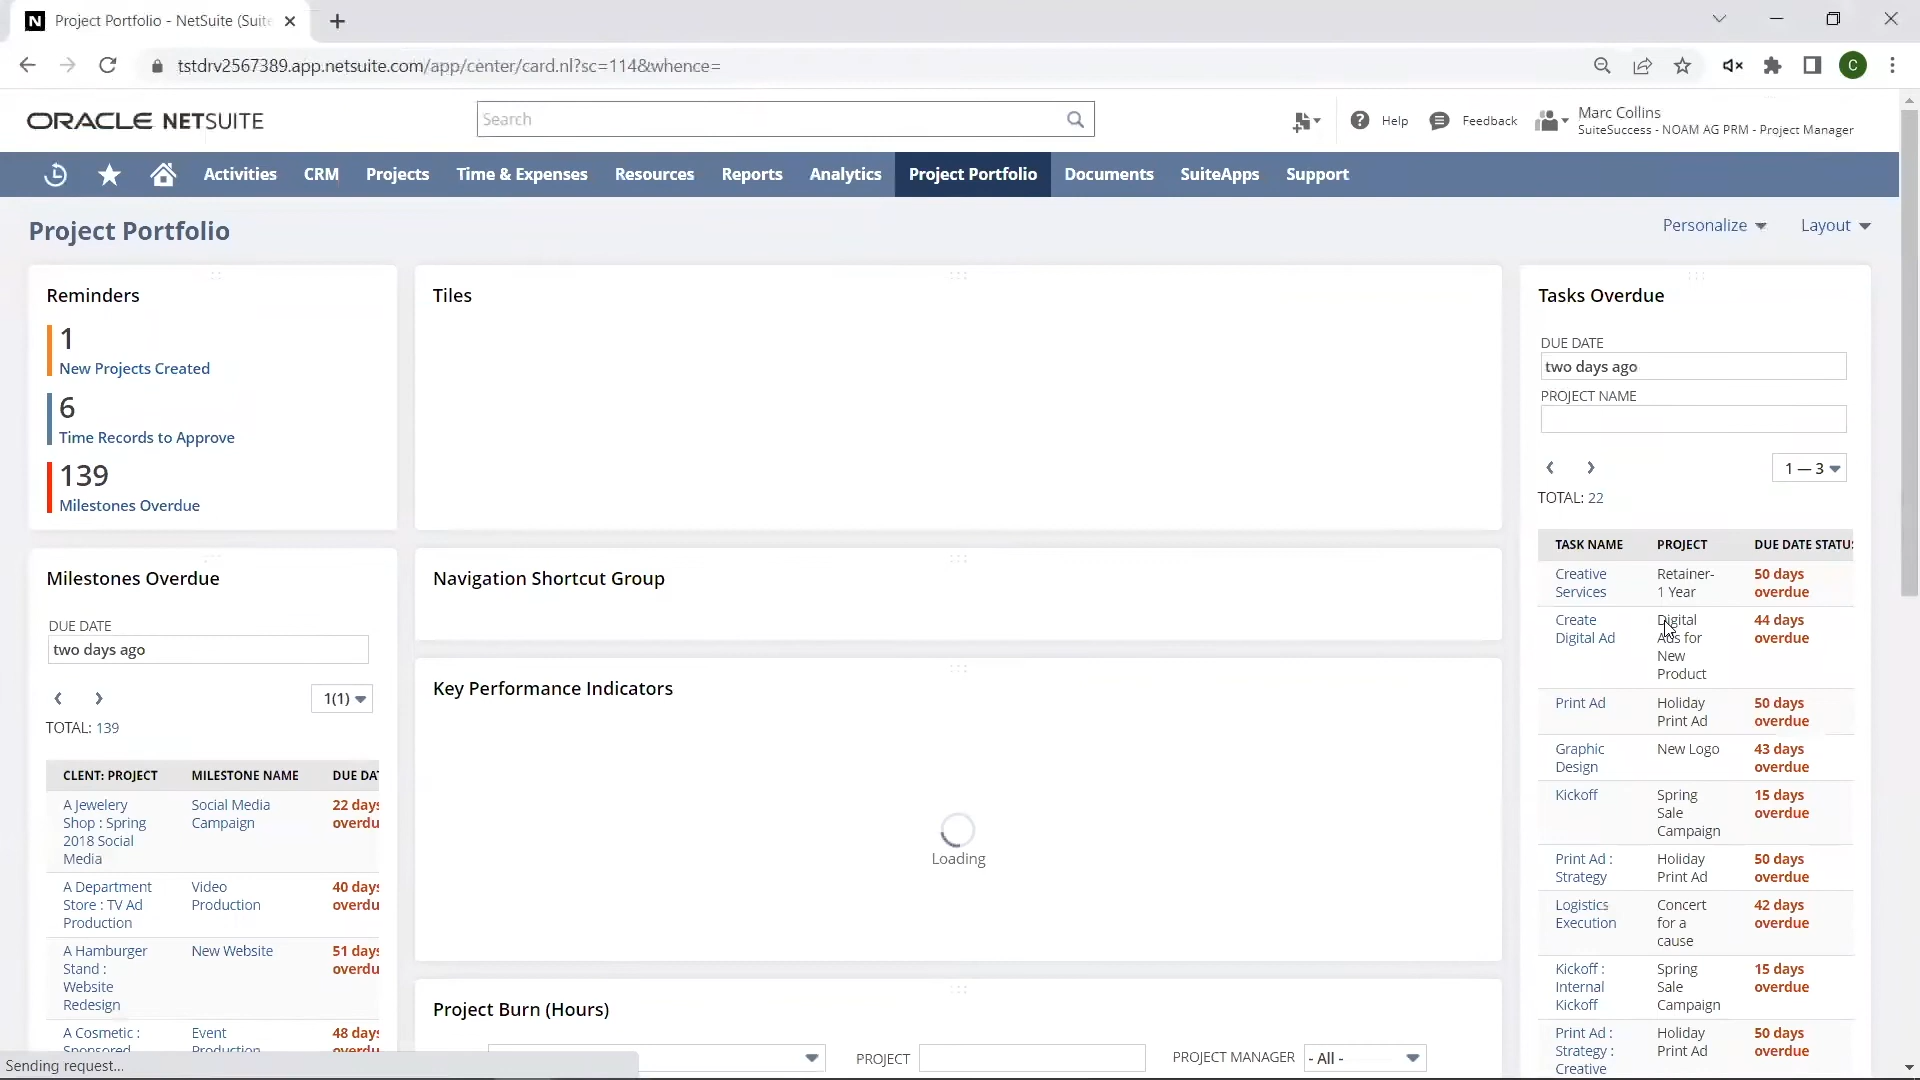 Project Portfolio - NetSuite (Suite
tstdrv2567389.app.netsuite.com/app/center/card.nl?sc=114&whence=
C
ORACLE NETSUITE
Search
Help
Feedback
Marc Collins
SuiteSuccess - NOAM AG PRM - Project Manager
Activities CRM Projects Time & Expenses Resources Reports Analytics Project Portfolio Documents SuiteApps Support
Project Portfolio
Personalize
Layout
Reminders
1
New Projects Created
6
Time Records to Approve
139
Milestones Overdue
Milestones Overdue
DUE DATE
two days ago
1(1)
TOTAL: 139
CLENT: PROJECT MILESTONE NAME DUE DAT
A Jewelery Social Media 22 days
Shop : Spring Campaign overdu
2018 Social
Media
A Department Video 40 days
Store : TV Ad Production overdu
Production
A Hamburger New Website 51 days
Stand : overdu
Website
Redesign
A Cosmetic : Event 48 days
Sponsored Production overdu
Sending request...
Tiles
Navigation Shortcut Group
Key Performance Indicators
Loading
Project Burn (Hours)
PROJECT
PROJECT MANAGER - All -
Tasks Overdue
DUE DATE
two days ago
PROJECT NAME
1 — 3
TOTAL: 22
TASK NAME PROJECT DUE DATE STATUS
Creative Retainer- 50 days
Services 1 Year overdue
Create Digital 44 days
Digital Ad Ads for overdue
New
Product
Print Ad Holiday 50 days
Print Ad overdue
Graphic New Logo 43 days
Design overdue
Kickoff Spring 15 days
Sale overdue
Campaign
Print Ad : Holiday 50 days
Strategy Print Ad overdue
Logistics Concert 42 days
Execution for a overdue
cause
Kickoff : Spring 15 days
Internal Sale overdue
Kickoff Campaign
Print Ad : Holiday 50 days
Strategy : Print Ad overdue
Creative